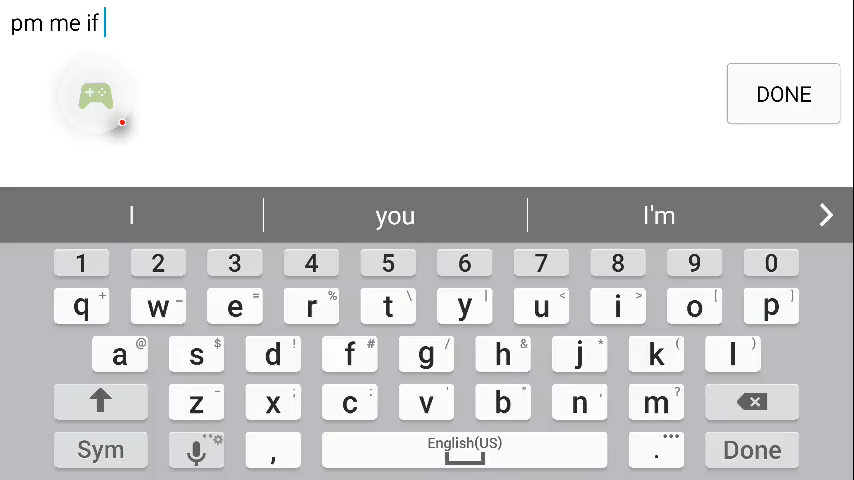 pm me if
DONE
I you I'm
1 2 3 4 5 6 7 8 9 0
q + w - e = r % t \ y | u < i > o [ p ]
a @ s $ d ! f # g / h & j * k ( l )
z - x ; c : v ' b " n , m ?
Sym , English(US) . ... Done